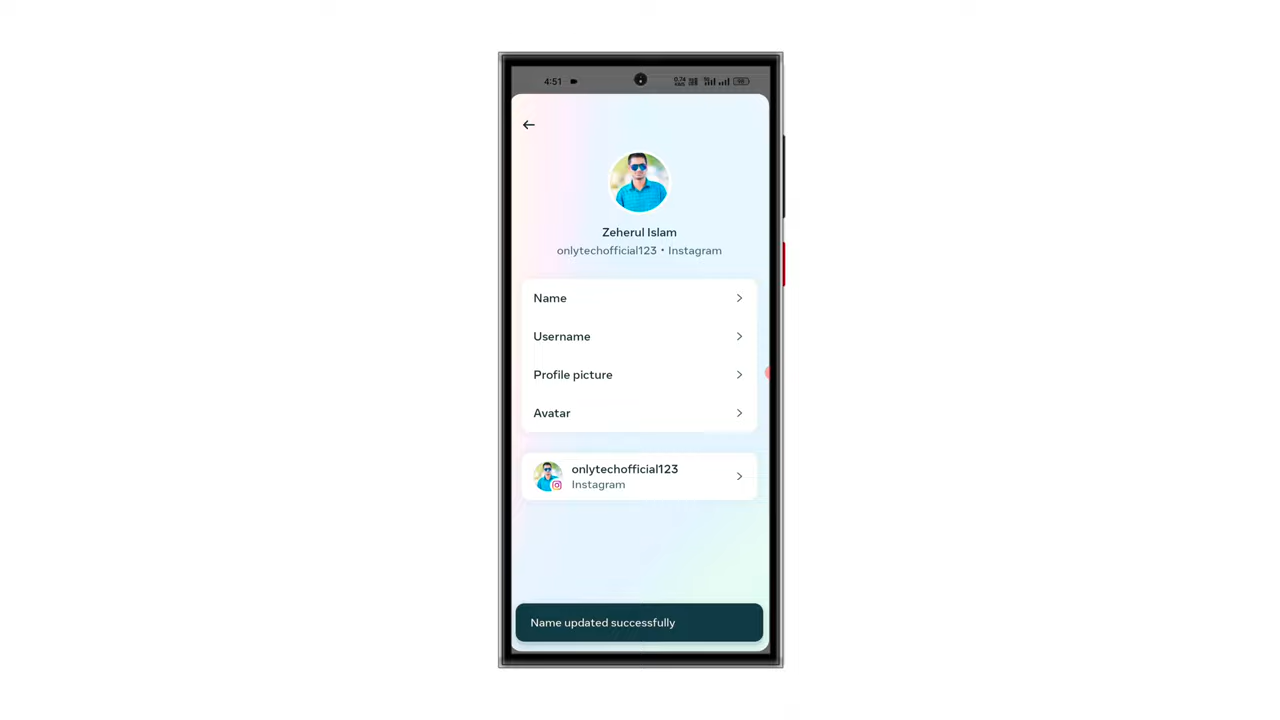 4:51
Zeherul Islam
onlytechofficial123 • Instagram
Name
Username
Profile picture
Avatar
onlytechofficial123
Instagram
Name updated successfully